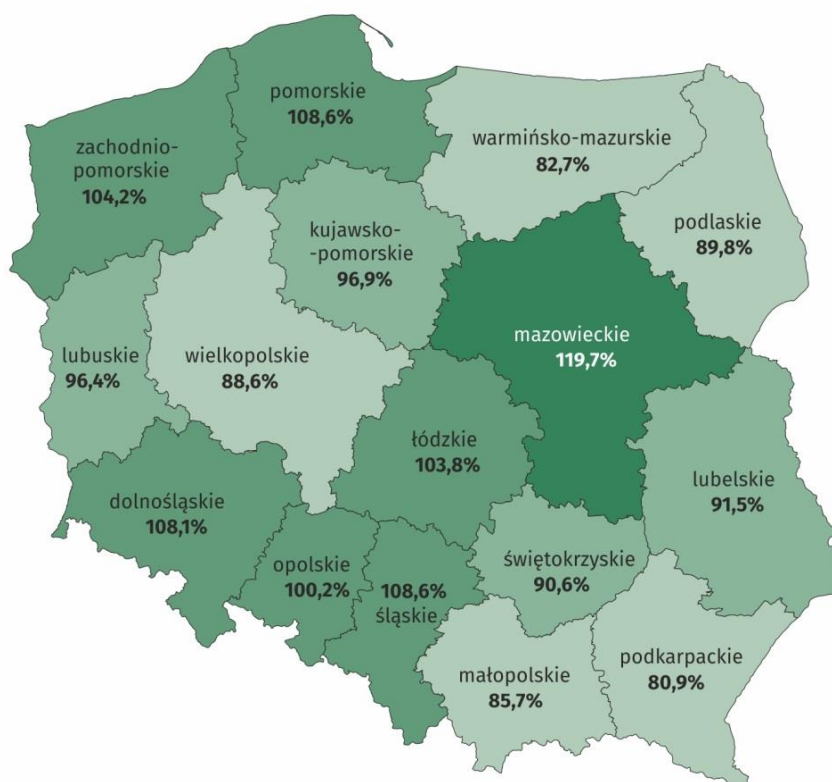 pomorskie
108,6%
zachodnio-
pomorskie
104,2%
warmińsko-mazurskie
82,7%
podlaskie
89,8%
kujawsko-
-pomorskie
96,9%
mazowieckie
119,7%
lubuskie
96,4%
wielkopolskie
88,6%
łódzkie
103,8%
lubelskie
91,5%
dolnośląskie
108,1%
opolskie
100,2%
108,6%
śląskie
świętokrzyskie
90,6%
małopolskie
85,7%
podkarpackie
80,9%